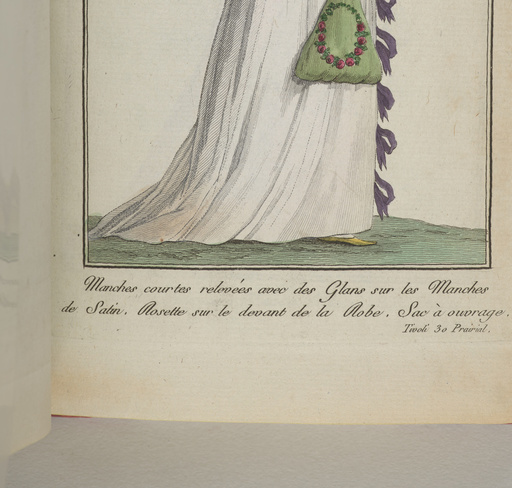 Manches courtes relevées avec des Glans sur les Manches
de Satin. Rosette sur le devant de la Robe. Sac à ouvrage.
Tivoli 30 Prairial.